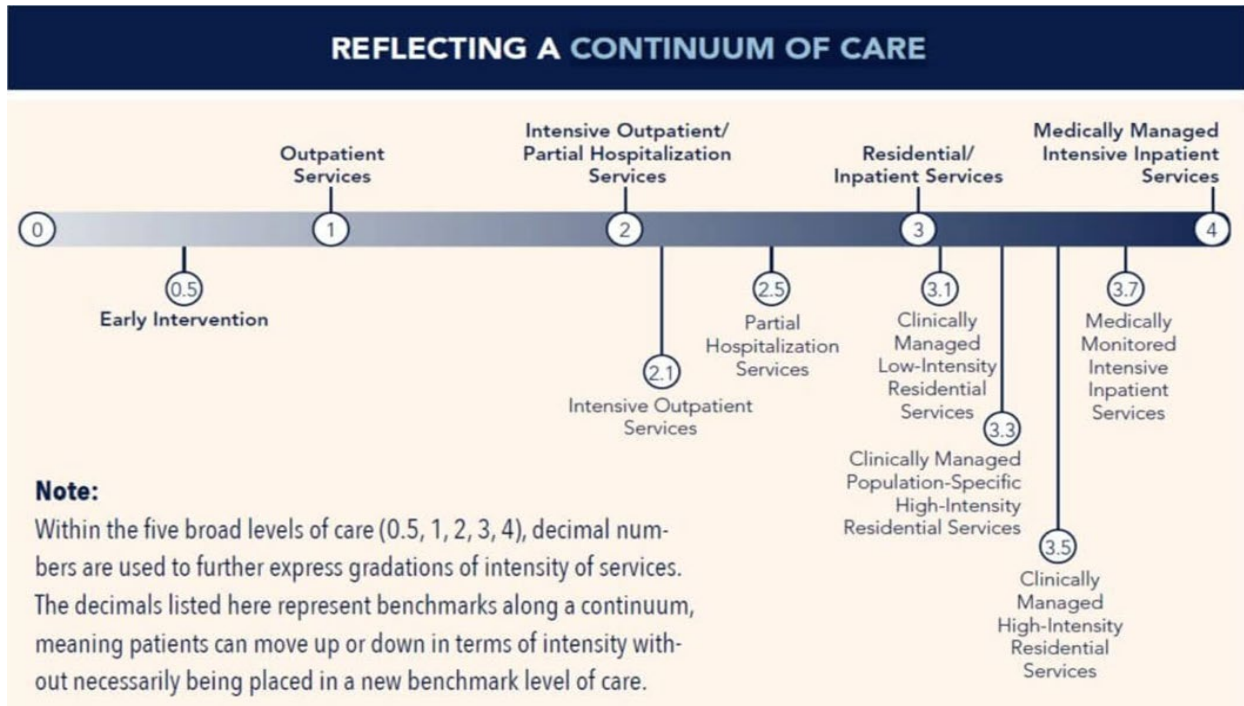 REFLECTING A CONTINUUM OF CARE
Outpatient
Services
Intensive Outpatient/
Partial Hospitalization
Services
Residential/
Inpatient Services
Medically Managed
Intensive Inpatient
Services
0
1
2
3
4
0.5
Early Intervention
2.1
Intensive Outpatient
Services
2.5
Partial
Hospitalization
Services
3.1
Clinically
Managed
Low-Intensity
Residential
Services
3.3
Clinically Managed
Population-Specific
High-Intensity
Residential Services
3.5
Clinically
Managed
High-Intensity
Residential
Services
3.7
Medically
Monitored
Intensive
Inpatient
Services
Note:
Within the five broad levels of care (0.5, 1, 2, 3, 4), decimal num-
bers are used to further express gradations of intensity of services.
The decimals listed here represent benchmarks along a continuum,
meaning patients can move up or down in terms of intensity with-
out necessarily being placed in a new benchmark level of care.